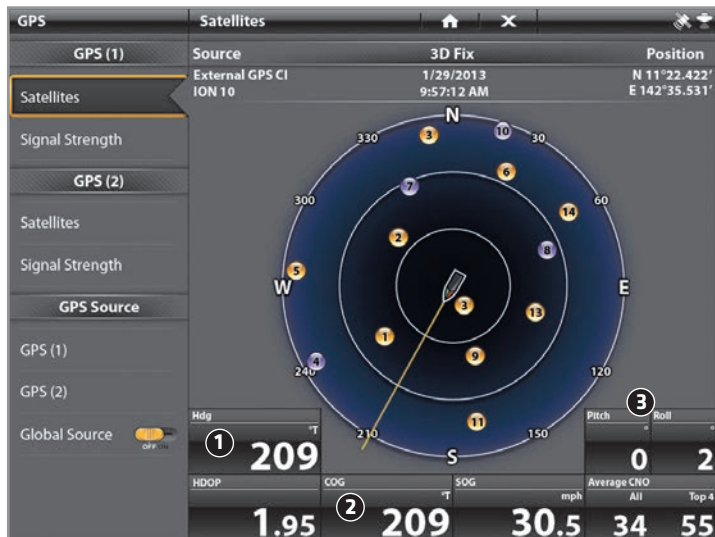 GPS
Satellites
GPS (1)
Satellites
Signal Strength
GPS (2)
Satellites
Signal Strength
GPS Source
GPS (1)
GPS (2)
Global Source
OFF ON
Source
3D Fix
Position
External GPS CI
1/29/2013
N 11°22.422'
ION 10
9:57:12 AM
E 142°35.531'
N
330
3
10
30
6
7
300
60
14
2
8
5
W
E
3
13
1
9
4
240
120
11
210
150
S
Hdg
°T
1
209
Pitch
°
3
Roll
°
0
2
HDOP
1.95
COG
°T
2
209
SOG
mph
30.5
Average CNO
All
Top 4
34
55